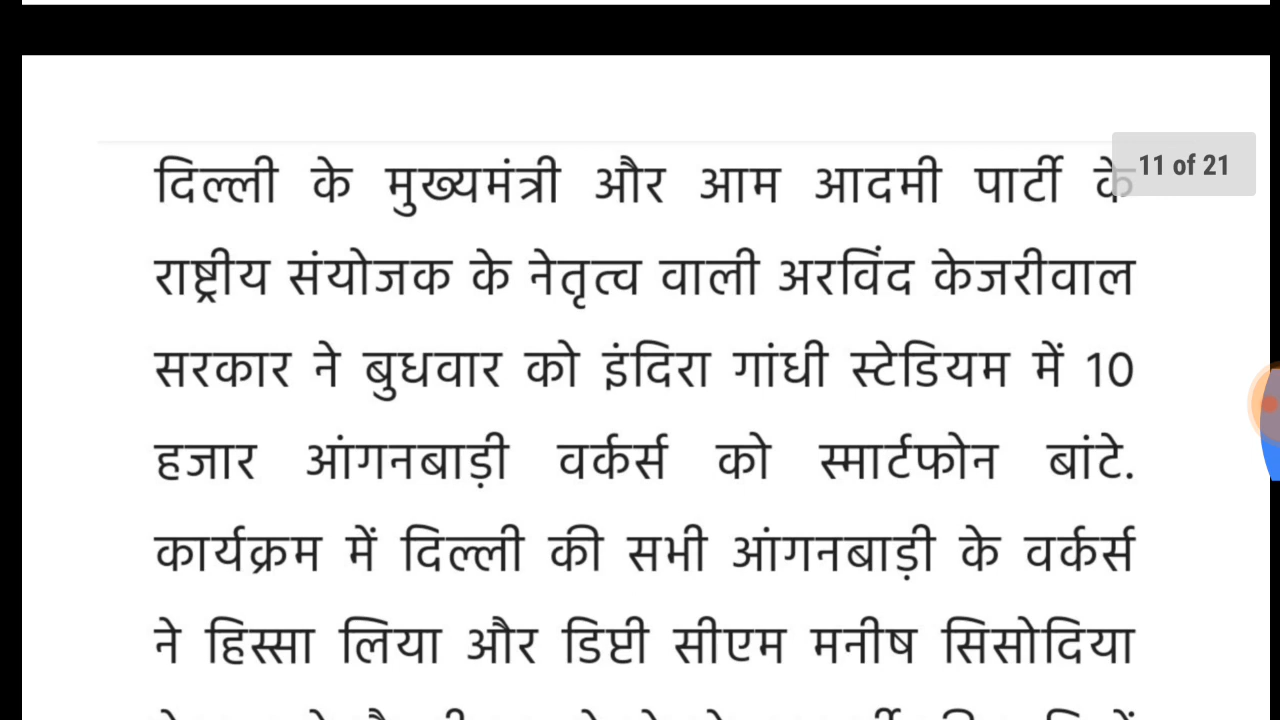 दिल्ली के मुख्यमंत्री और आम आदमी पार्टी के
11 of 21
राष्ट्रीय संयोजक के नेतृत्व वाली अरविंद केजरीवाल
सरकार ने बुधवार को इंदिरा गांधी स्टेडियम में 10
हजार आंगनबाड़ी वर्कर्स को स्मार्टफोन बांटे.
कार्यक्रम में दिल्ली की सभी आंगनबाड़ी के वर्कर्स
ने हिस्सा लिया और डिप्टी सीएम मनीष सिसोदिया